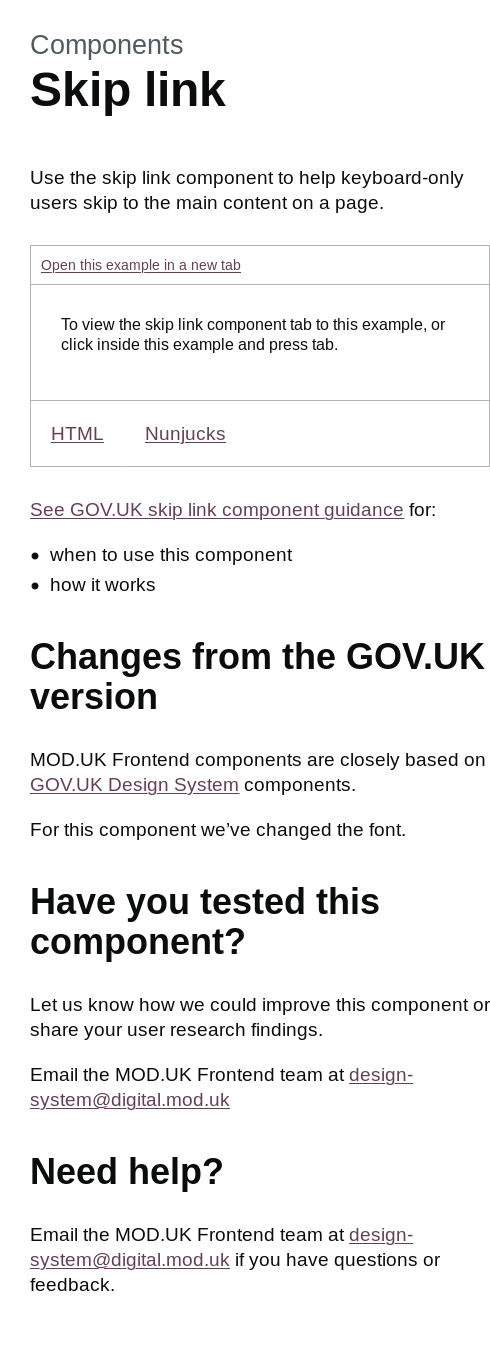 Components
Skip link
Use the skip link component to help keyboard-only
users skip to the main content on a page.
Open this example in a new tab
To view the skip link component tab to this example, or
click inside this example and press tab.
HTML Nunjucks
See GOV.UK skip link component guidance for:
• when to use this component
• how it works
Changes from the GOV.UK
version
MOD.UK Frontend components are closely based on
GOV.UK Design System components.
For this component we’ve changed the font.
Have you tested this
component?
Let us know how we could improve this component or
share your user research findings.
Email the MOD.UK Frontend team at design-
system@digital.mod.uk
Need help?
Email the MOD.UK Frontend team at design-
system@digital.mod.uk if you have questions or
feedback.